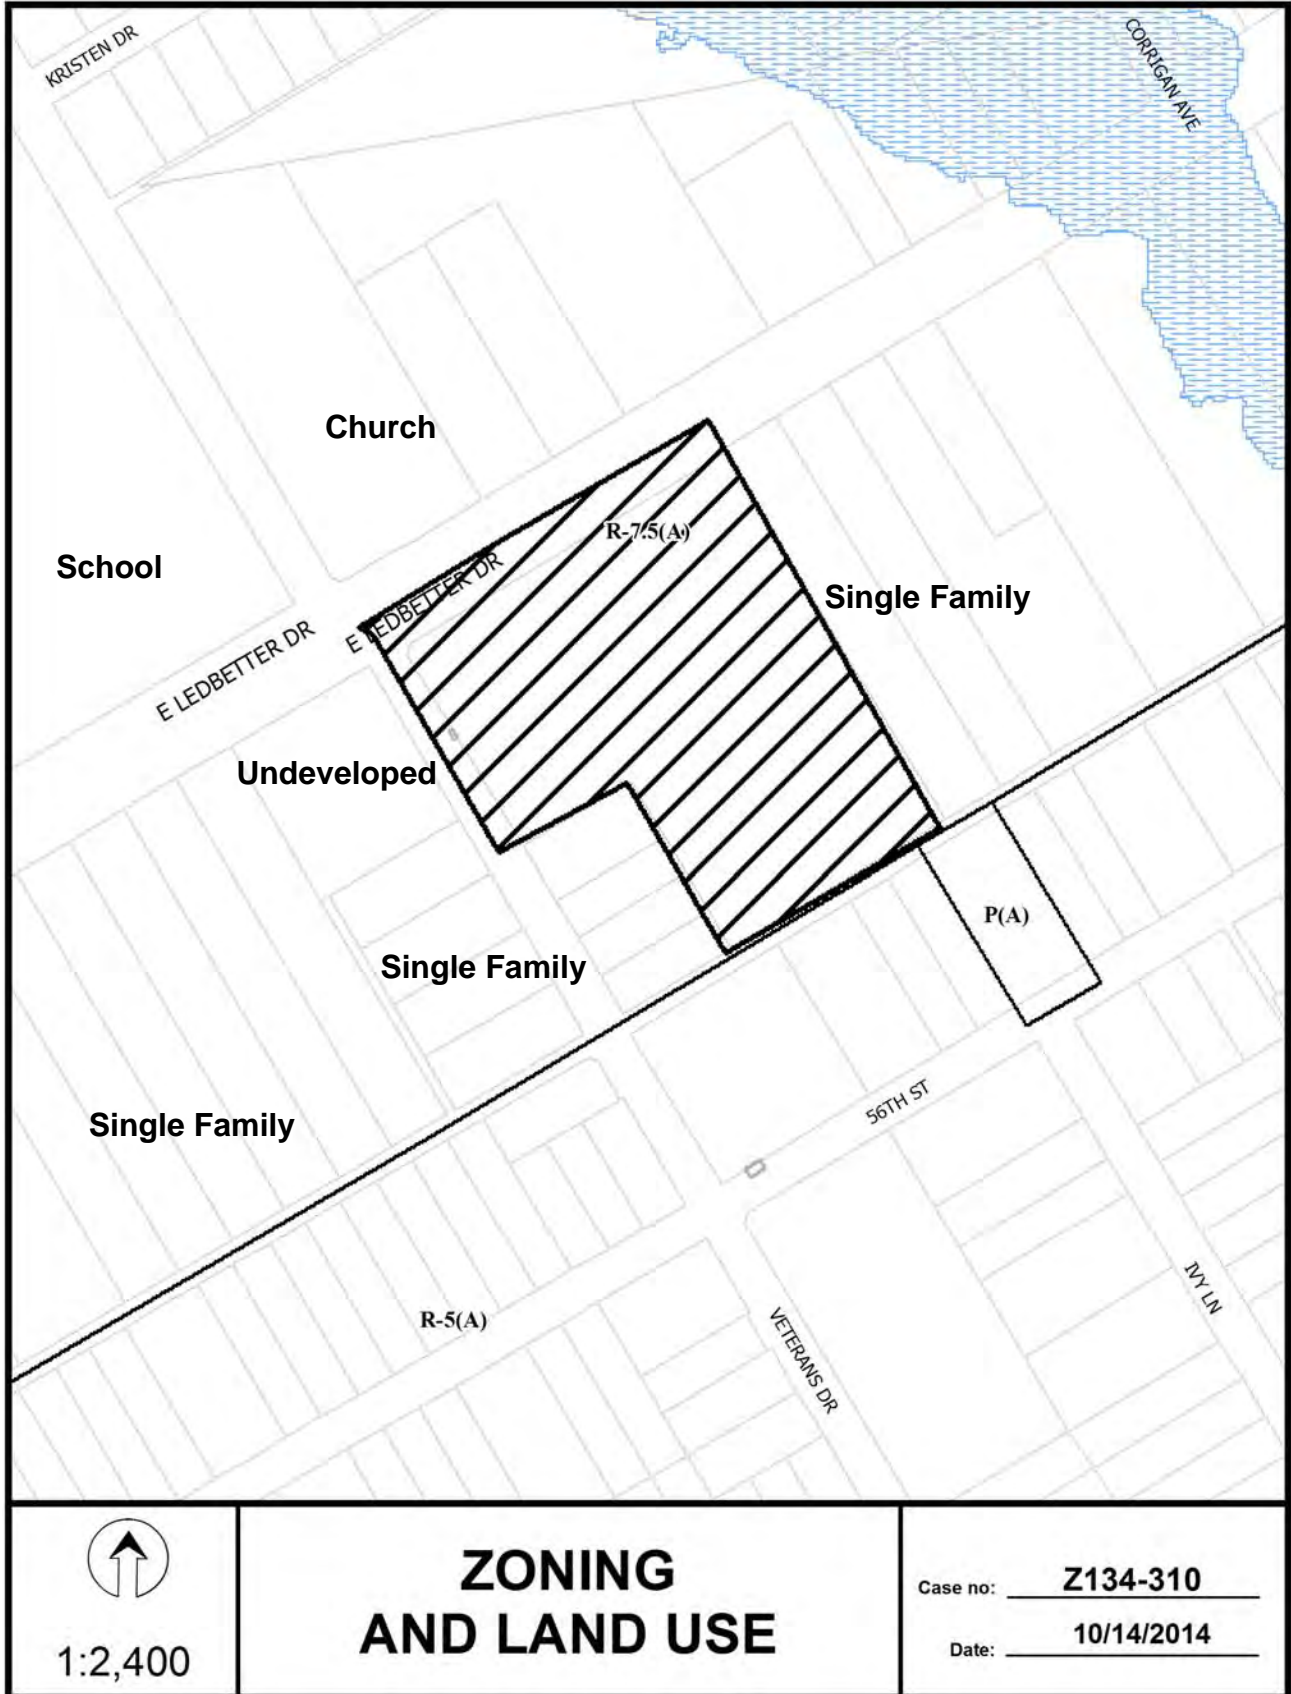 KRISTEN DR
CORRIGAN AVE
Church
R-7.5(A)
School
E LEDBETTER DR
Single Family
E LEDBETTER DR
Undeveloped
P(A)
Single Family
56TH ST
Single Family
IVY LN
R-5(A)
VETERANS DR
1:2,400
ZONING
AND LAND USE
Case no: Z134-310
Date: 10/14/2014